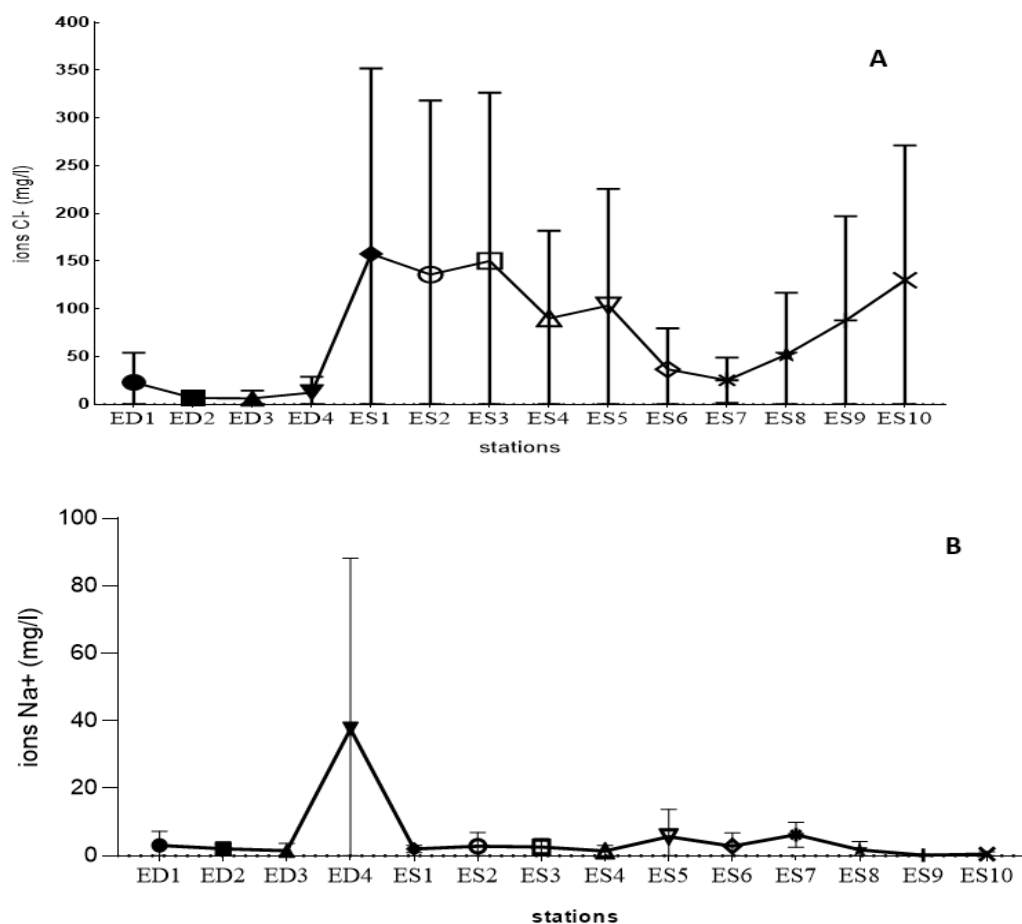 400
A
350
300
250
200
150
100
50
0
ions Cl- (mg/l)
ED1 ED2 ED3 ED4 ES1 ES2 ES3 ES4 ES5 ES6 ES7 ES8 ES9 ES10
stations
100
B
80
60
40
20
0
ions Na+ (mg/l)
ED1 ED2 ED3 ED4 ES1 ES2 ES3 ES4 ES5 ES6 ES7 ES8 ES9 ES10
stations